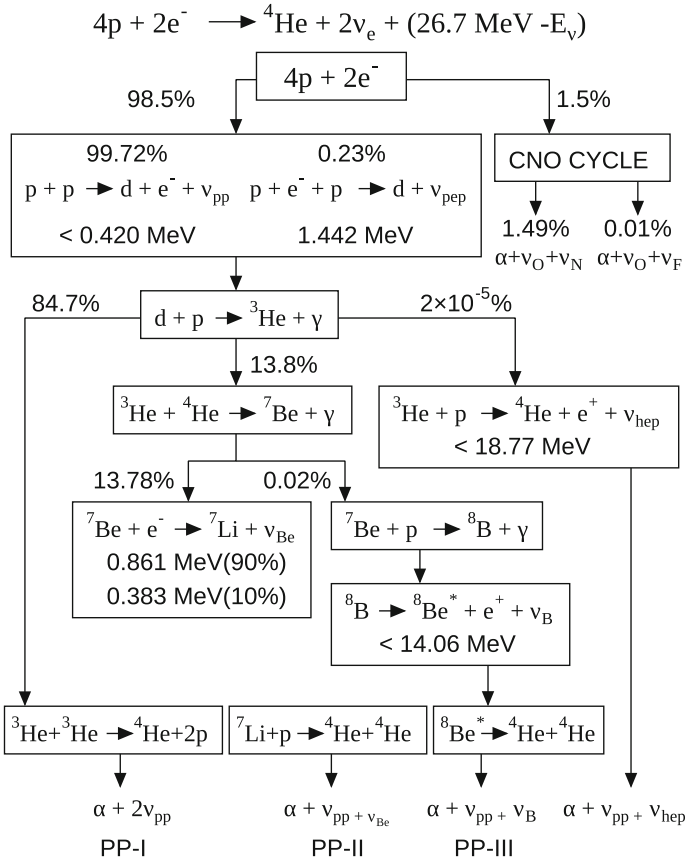 4p + 2e⁻ → ⁴He + 2νₑ + (26.7 MeV -Eᵥ)
4p + 2e⁻
98.5%
1.5%
99.72% 0.23%
p + p → d + e⁻ + ν_pp p + e⁻ + p → d + ν_pep
< 0.420 MeV 1.442 MeV
CNO CYCLE
1.49% 0.01%
α+ν_O+ν_N α+ν_O+ν_F
84.7%
d + p → ³He + γ
2×10⁻⁵%
13.8%
³He + ⁴He → ⁷Be + γ
³He + p → ⁴He + e⁺ + ν_hep
< 18.77 MeV
13.78% 0.02%
⁷Be + e⁻ → ⁷Li + ν_Be
0.861 MeV(90%)
0.383 MeV(10%)
⁷Be + p → ⁸B + γ
⁸B → ⁸Be* + e⁺ + ν_B
< 14.06 MeV
³He+³He → ⁴He+2p
⁷Li+p → ⁴He+⁴He
⁸Be* → ⁴He+⁴He
α + 2ν_pp
α + ν_pp + ν_Be
α + ν_pp + ν_B
α + ν_pp + ν_hep
PP-I
PP-II
PP-III